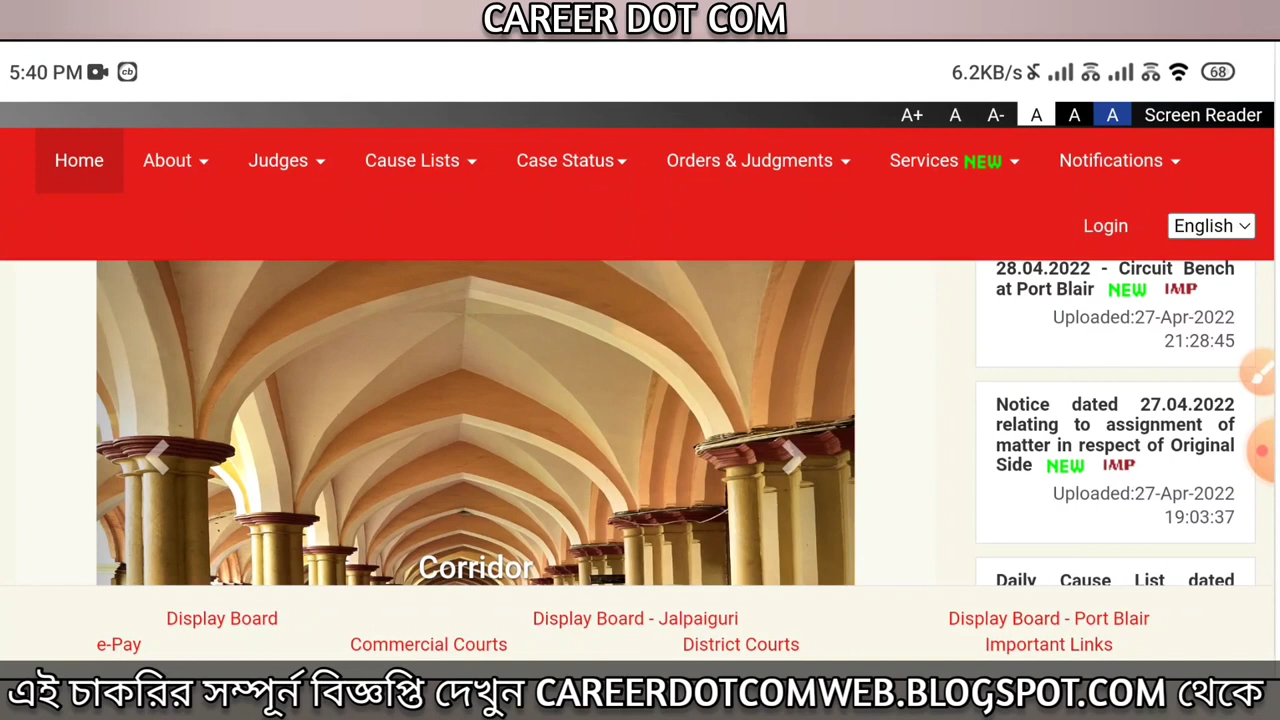 CAREER DOT COM
5:40 PM cb 6.2KB/s 68
A+ A A- A A A Screen Reader
Home About Judges Cause Lists Case Status Orders & Judgments Services NEW Notifications
Login English
28.04.2022 - Circuit Bench
at Port Blair NEW IMP
Uploaded:27-Apr-2022
21:28:45
Notice dated 27.04.2022
relating to assignment of
matter in respect of Original
Side NEW IMP
Uploaded:27-Apr-2022
19:03:37
Corridor
Daily Cause List dated
Display Board Display Board - Jalpaiguri Display Board - Port Blair
e-Pay Commercial Courts District Courts Important Links
এই চাকরির সম্পূর্ন বিজ্ঞপ্তি দেখুন CAREERDOTCOMWEB.BLOGSPOT.COM থেকে